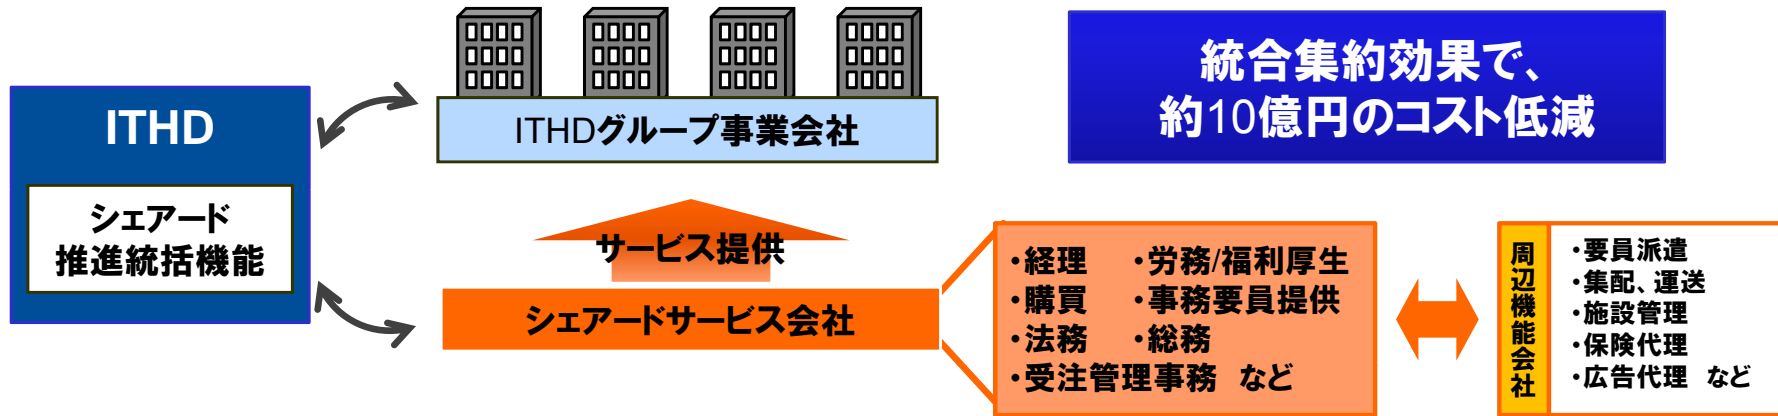 ITHD
シェアード
推進統括機能
ITHDグループ事業会社
サービス提供
シェアードサービス会社
統合集約効果で、
約10億円のコスト低減
・経理 ・労務/福利厚生
・購買 ・事務要員提供
・法務 ・総務
・受注管理事務 など
周辺機能会社
・要員派遣
・集配、運送
・施設管理
・保険代理
・広告代理 など